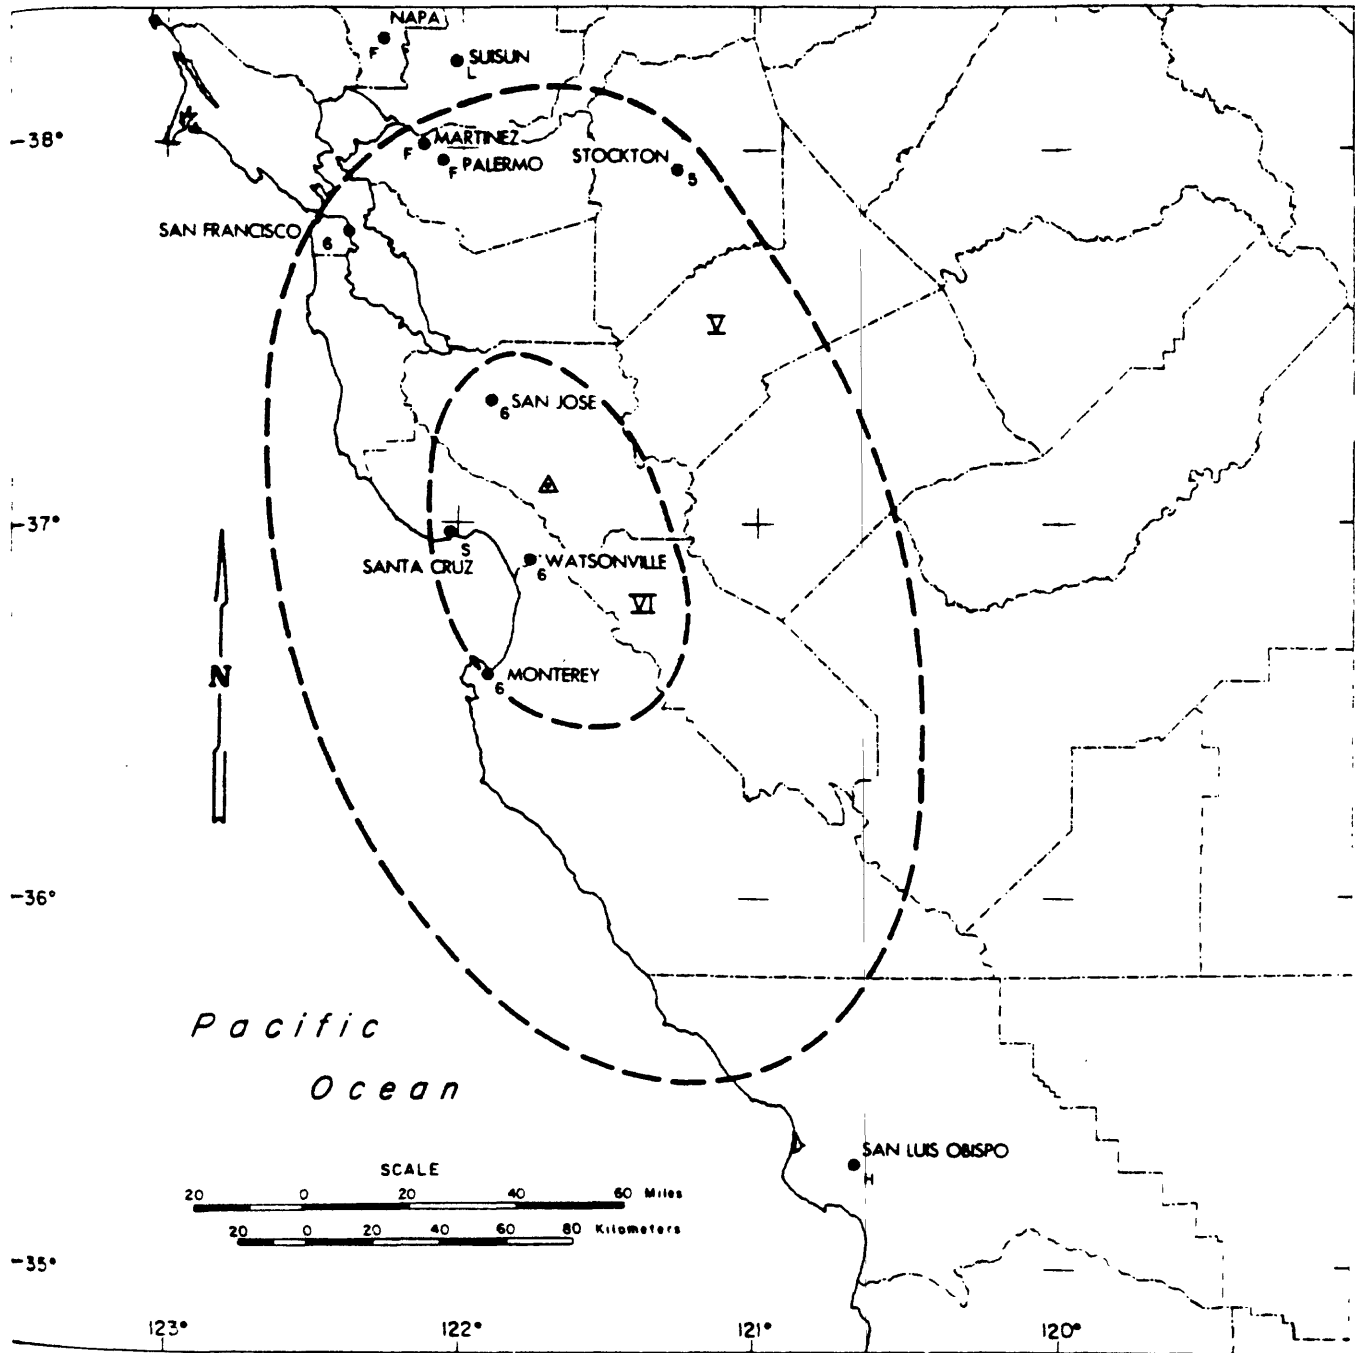 NAPA
F
SUISUN
L
-38°
MARTINEZ
F
PALERMO
F
STOCKTON
5
SAN FRANCISCO
6
V
SAN JOSE
6
-37°
SANTA CRUZ
S
WATSONVILLE
6
VI
N
MONTEREY
6
-36°
Pacific
Ocean
SAN LUIS OBISPO
H
SCALE
20 0 20 40 60 Miles
20 0 20 40 60 80 Kilometers
-35°
123° 122° 121° 120°